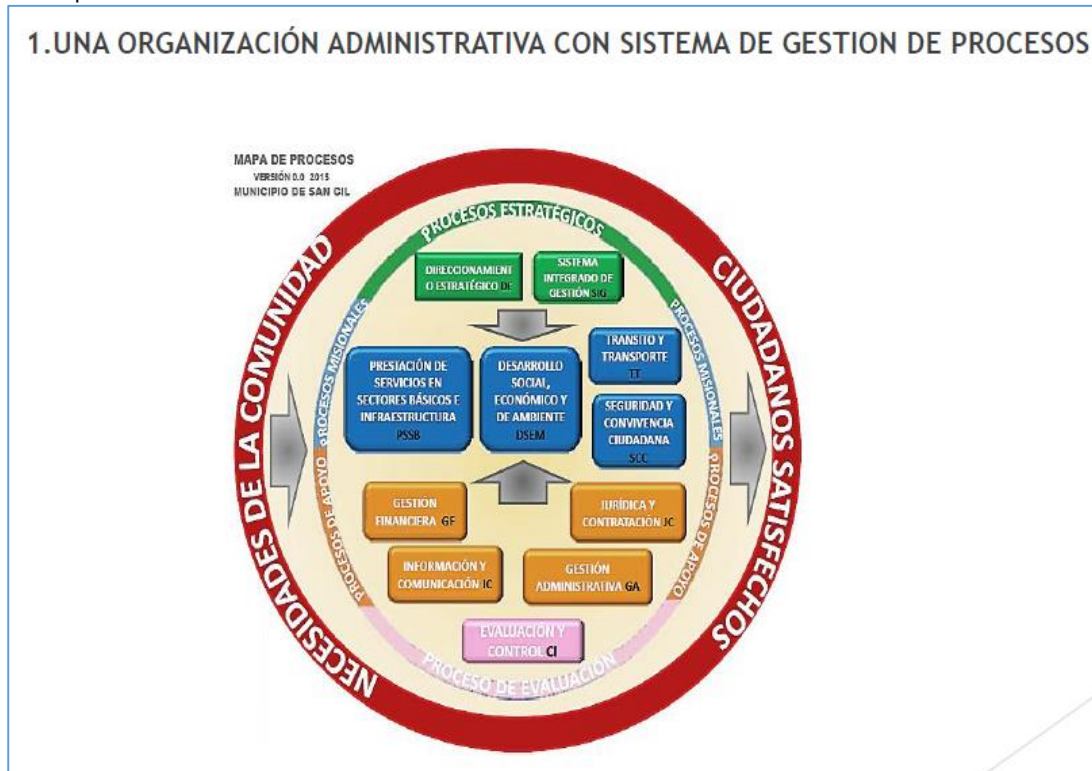 1.UNA ORGANIZACIÓN ADMINISTRATIVA CON SISTEMA DE GESTION DE PROCESOS
MAPA DE PROCESOS
VERSIÓN 0.0 2015
MUNICIPIO DE SAN GIL
NECESIDADES DE LA COMUNIDAD
PROCESOS ESTRATÉGICOS
DIRECCIONAMIENT
O ESTRATÉGICO DE
SISTEMA
INTEGRADO DE
GESTIÓN SIG
PROCESOS MISIONALES
PROCESOS MISIONALES
PRESTACIÓN DE
SERVICIOS EN
SECTORES BÁSICOS E
INFRAESTRUCTURA
PSSB
DESARROLLO
SOCIAL,
ECONÓMICO Y
DE AMBIENTE
DSEM
TRANSITO Y
TRANSPORTE
TT
SEGURIDAD Y
CONVIVENCIA
CIUDADANA
SCC
PROCESOS DE APOYO
PROCESOS DE APOYO
GESTIÓN
FINANCIERA GF
JURÍDICA Y
CONTRATACIÓN JC
INFORMACIÓN Y
COMUNICACIÓN IC
GESTIÓN
ADMINISTRATIVA GA
EVALUACIÓN Y
CONTROL CI
PROCESO DE EVALUACIÓN
CIUDADANOS SATISFECHOS